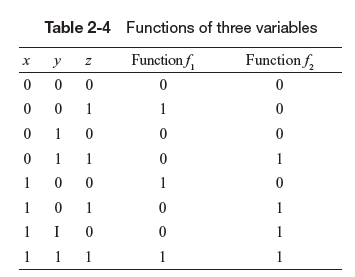 Table 2-4 Functions of three variables
x y z Function f₁ Function f₂
0 0 0 0 0
0 0 1 1 0
0 1 0 0 0
0 1 1 0 1
1 0 0 1 0
1 0 1 0 1
1 I 0 0 1
1 1 1 1 1